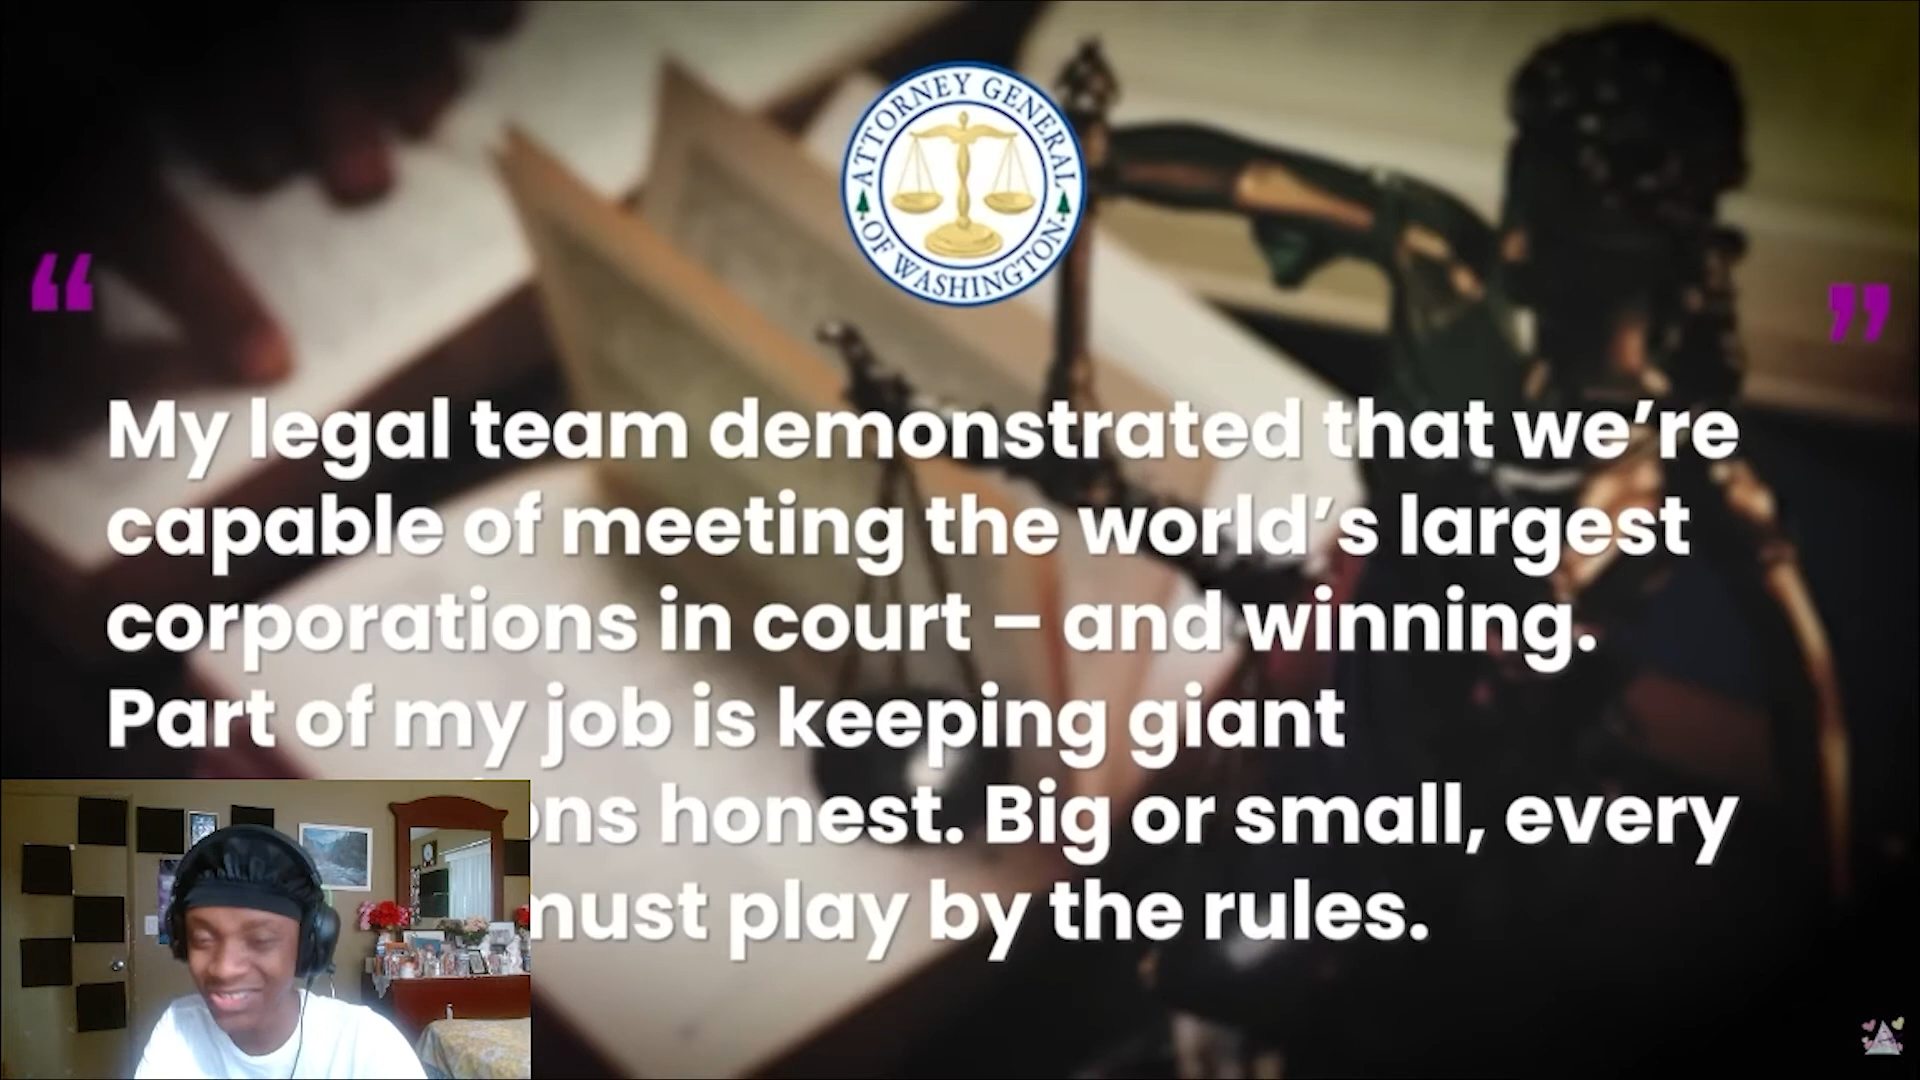 ATTORNEY GENERAL
OF WASHINGTON
“ ”
My legal team demonstrated that we’re
capable of meeting the world’s largest
corporations in court – and winning.
Part of my job is keeping giant
ons honest. Big or small, every
must play by the rules.